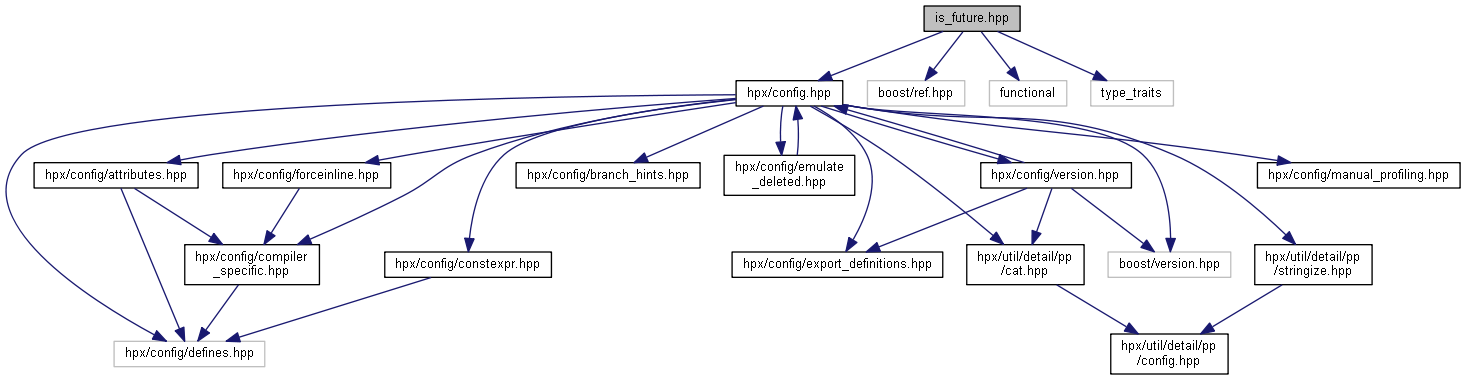 is_future.hpp
hpx/config.hpp
boost/ref.hpp
functional
type_traits
hpx/config/attributes.hpp
hpx/config/forceinline.hpp
hpx/config/branch_hints.hpp
hpx/config/emulate
_deleted.hpp
hpx/config/version.hpp
hpx/config/manual_profiling.hpp
hpx/config/compiler
_specific.hpp
hpx/config/constexpr.hpp
hpx/config/export_definitions.hpp
hpx/util/detail/pp
/cat.hpp
boost/version.hpp
hpx/util/detail/pp
/stringize.hpp
hpx/config/defines.hpp
hpx/util/detail/pp
/config.hpp